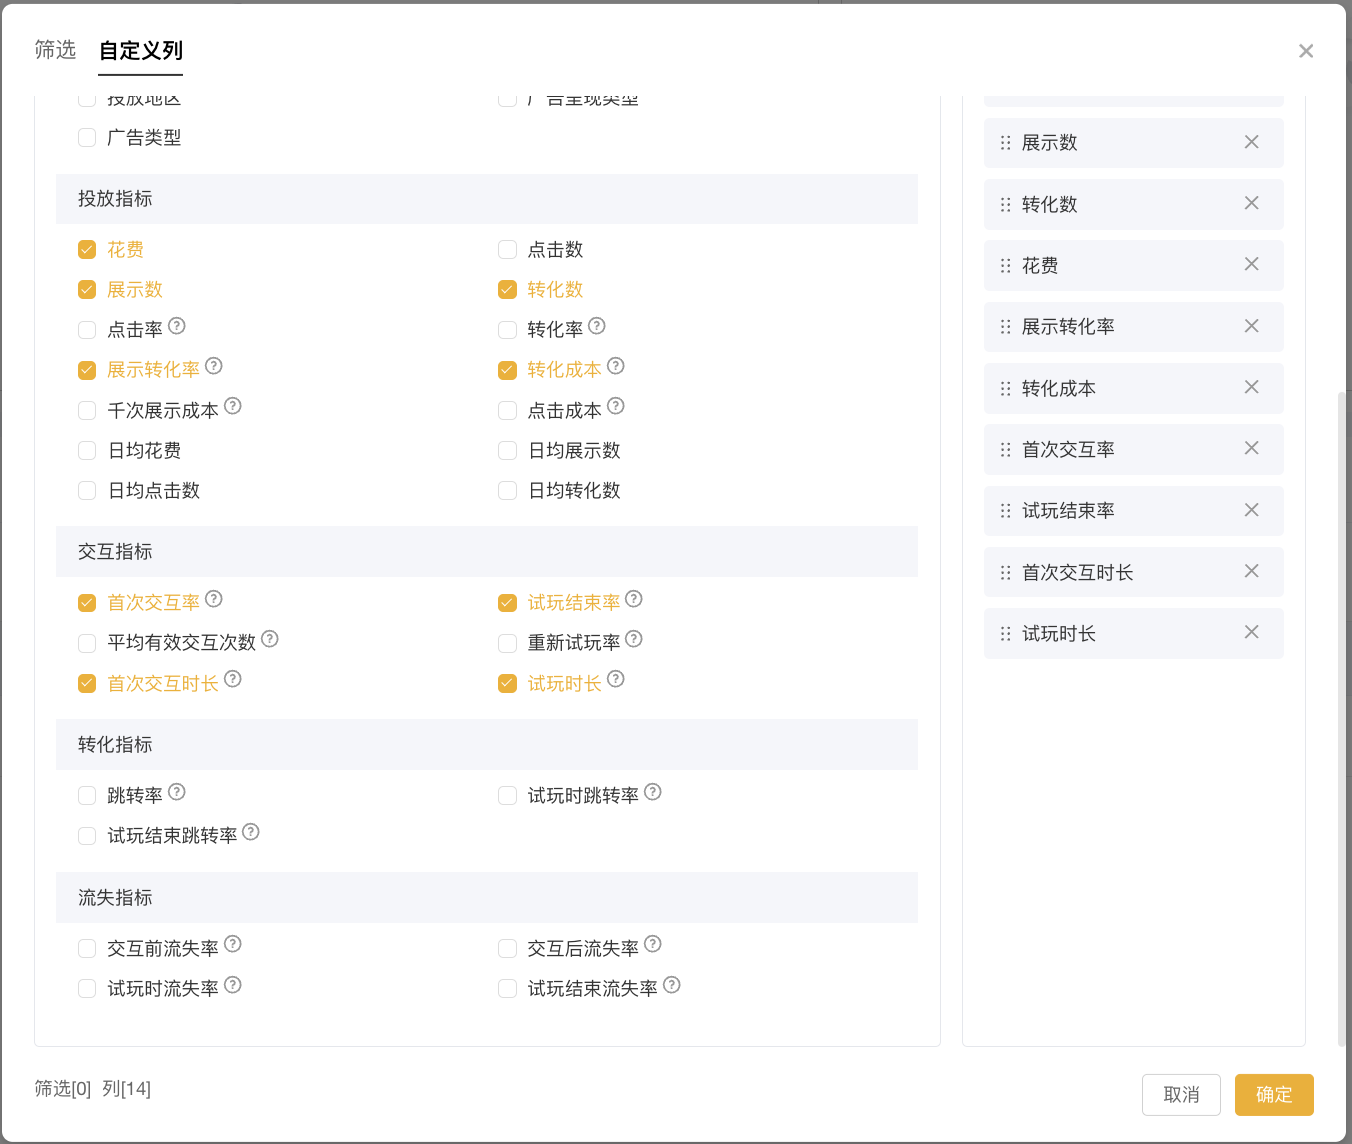 筛选 自定义列
投放地区 广告呈现类型
广告类型
投放指标
花费 点击数
展示数 转化数
点击率 转化率
展示转化率 转化成本
千次展示成本 点击成本
日均花费 日均展示数
日均点击数 日均转化数
交互指标
首次交互率 试玩结束率
平均有效交互次数 重新试玩率
首次交互时长 试玩时长
转化指标
跳转率 试玩时跳转率
试玩结束跳转率
流失指标
交互前流失率 交互后流失率
试玩时流失率 试玩结束流失率
展示数
转化数
花费
展示转化率
转化成本
首次交互率
试玩结束率
首次交互时长
试玩时长
筛选[0] 列[14]
取消 确定